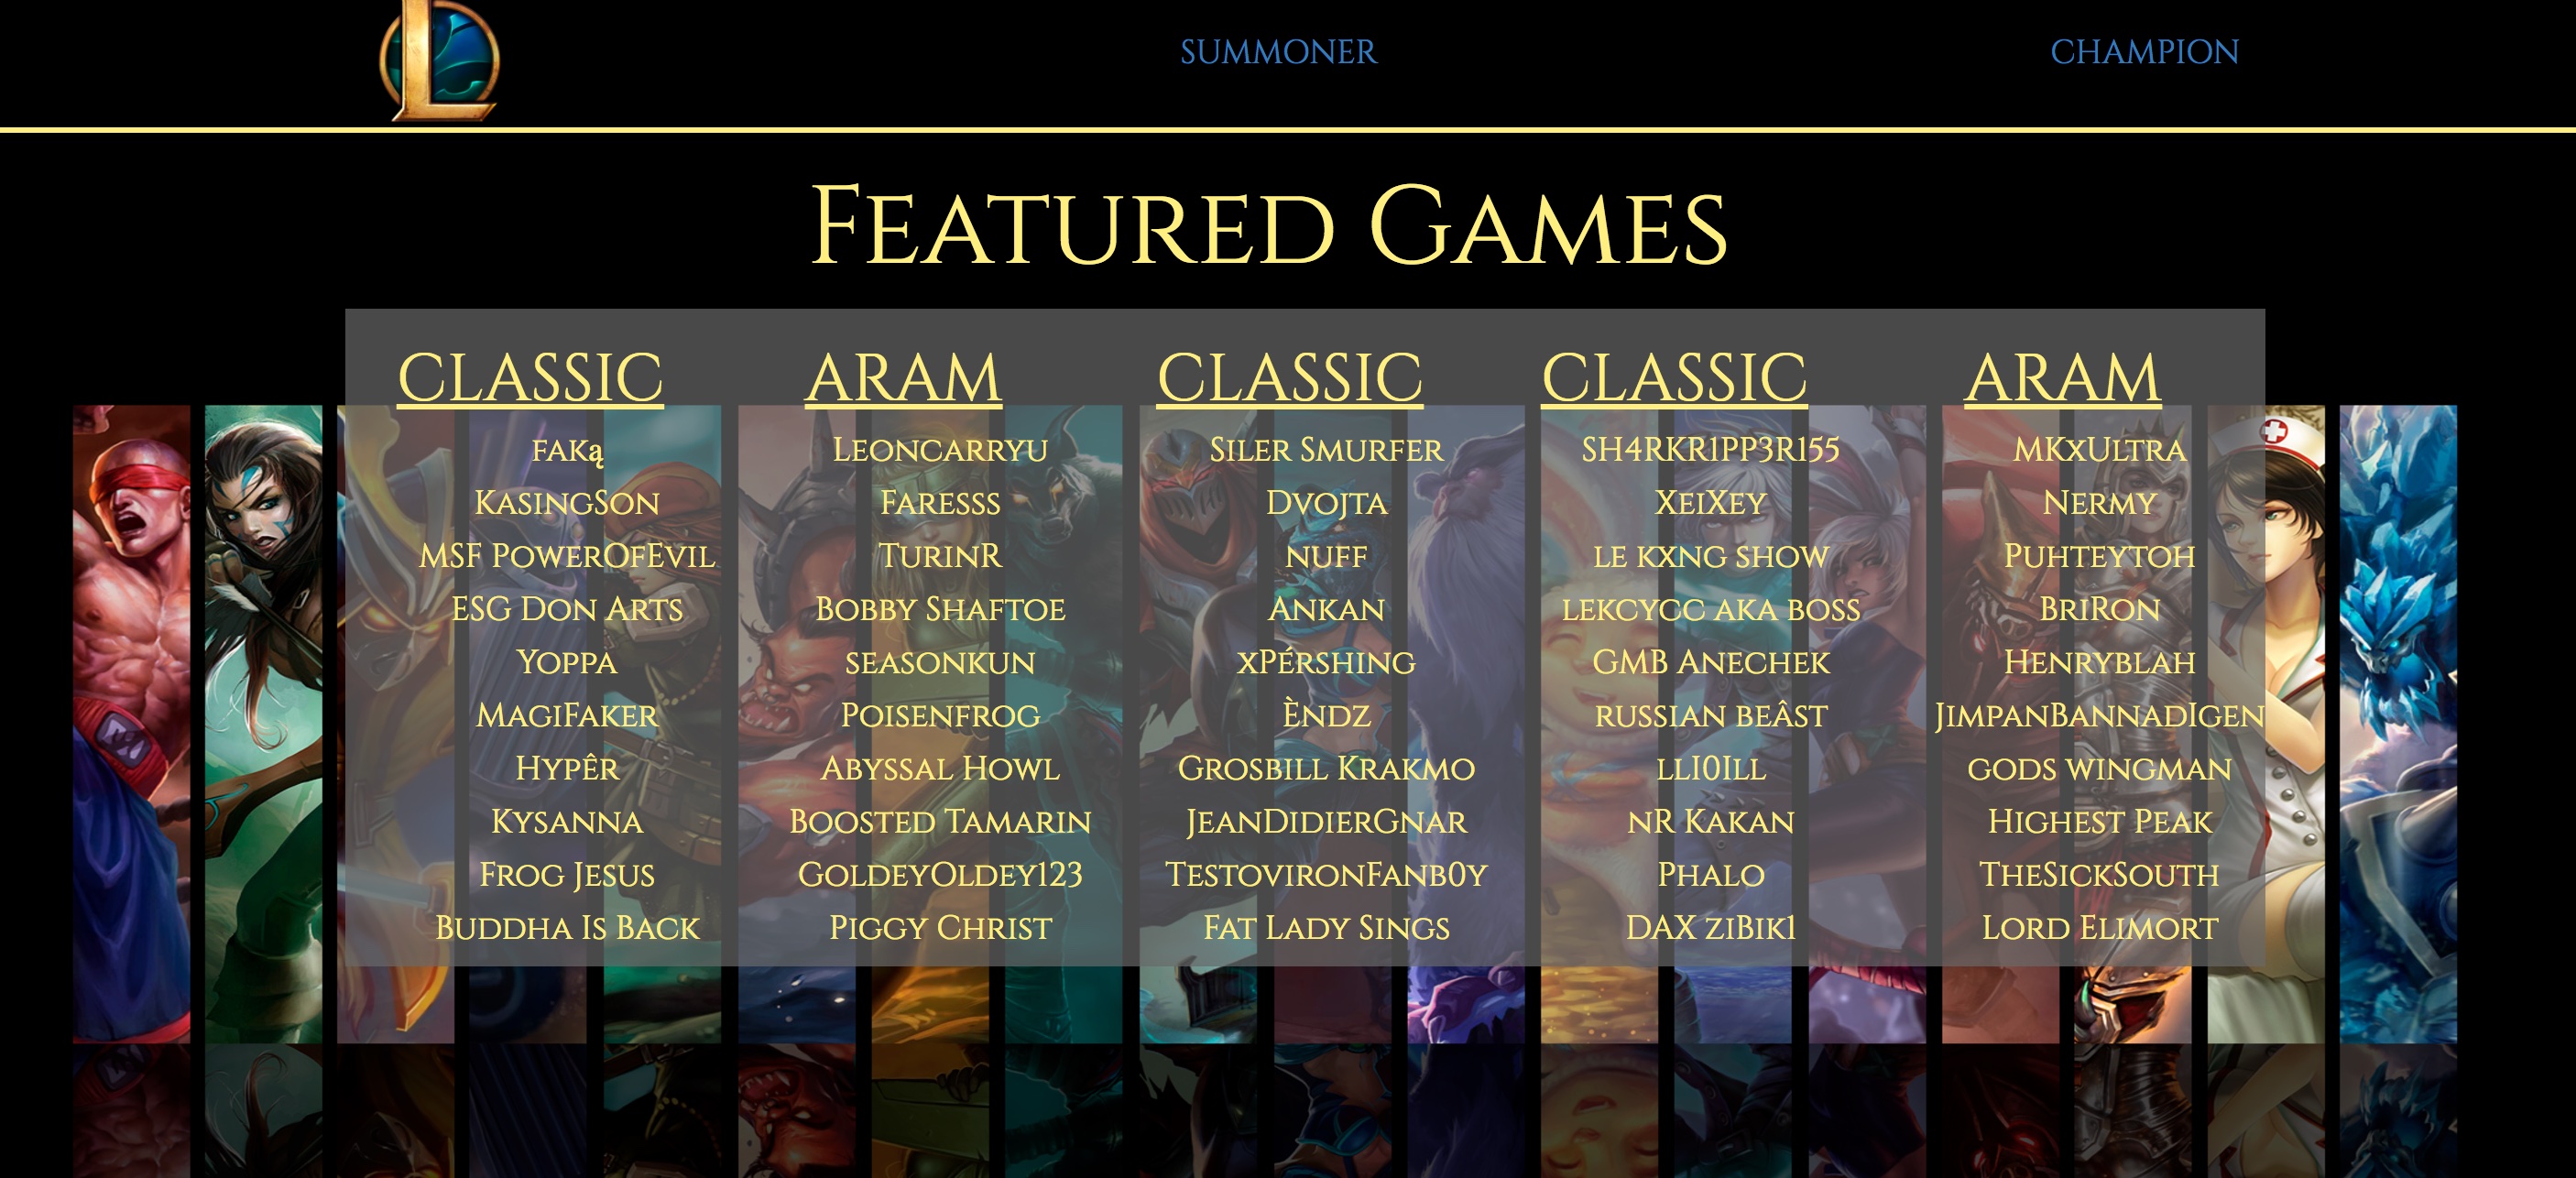 SUMMONER
CHAMPION
Featured Games
CLASSIC
faką
KasingSon
MSF PowerOfEvil
ESG Don Arts
Yoppa
MagiFaker
Hypêr
Kysanna
Frog Jesus
Buddha Is Back
ARAM
Leoncarryu
Faresss
TurinR
Bobby Shaftoe
seasonkun
Poisenfrog
Abyssal Howl
Boosted Tamarin
GoldeyOldey123
Piggy Christ
CLASSIC
Siler Smurfer
Dvojta
nuff
Ankan
xPérshing
Èndz
Grosbill Krakmo
JeanDidierGnar
TestovironFanb0y
Fat Lady Sings
CLASSIC
SH4RKR1PP3R155
XeiXey
le kxng show
lekcycc aka boss
GMB Anechek
russian beâst
llI0Ill
nR Kakan
Phalo
DAX ziBik1
ARAM
MKxUltra
Nermy
Puhteytoh
BriRon
Henryblah
JimpanBannadIgen
gods wingman
Highest Peak
TheSickSouth
Lord Elimort